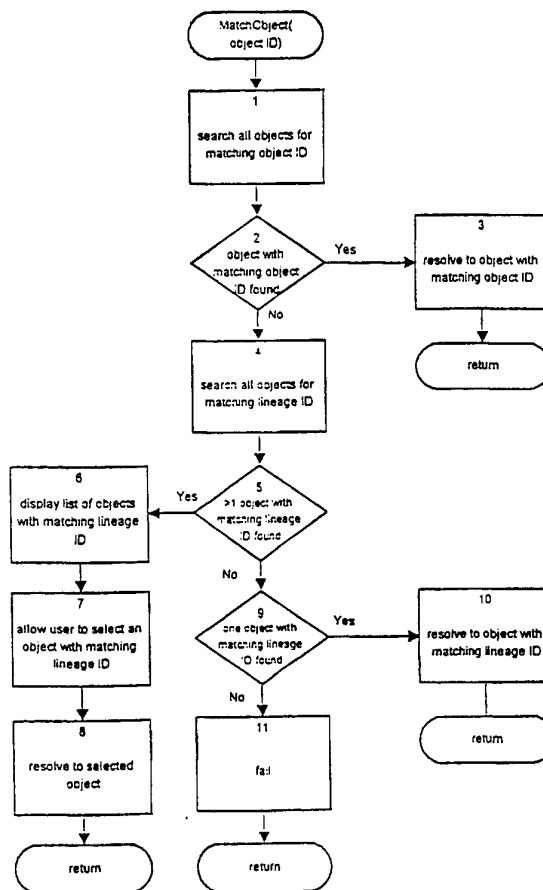 MatchObject(
object ID)
1
search all objects for
matching object ID
2
object with
matching object
ID found
Yes
3
resolve to object with
matching object ID
return
No
4
search all objects for
matching lineage ID
5
>1 object with
matching lineage
ID found
Yes
6
display list of objects
with matching lineage
ID
7
allow user to select an
object with matching
lineage ID
8
resolve to selected
object
return
No
9
one object with
matching lineage
ID found
Yes
10
resolve to object with
matching lineage ID
return
No
11
fail
return